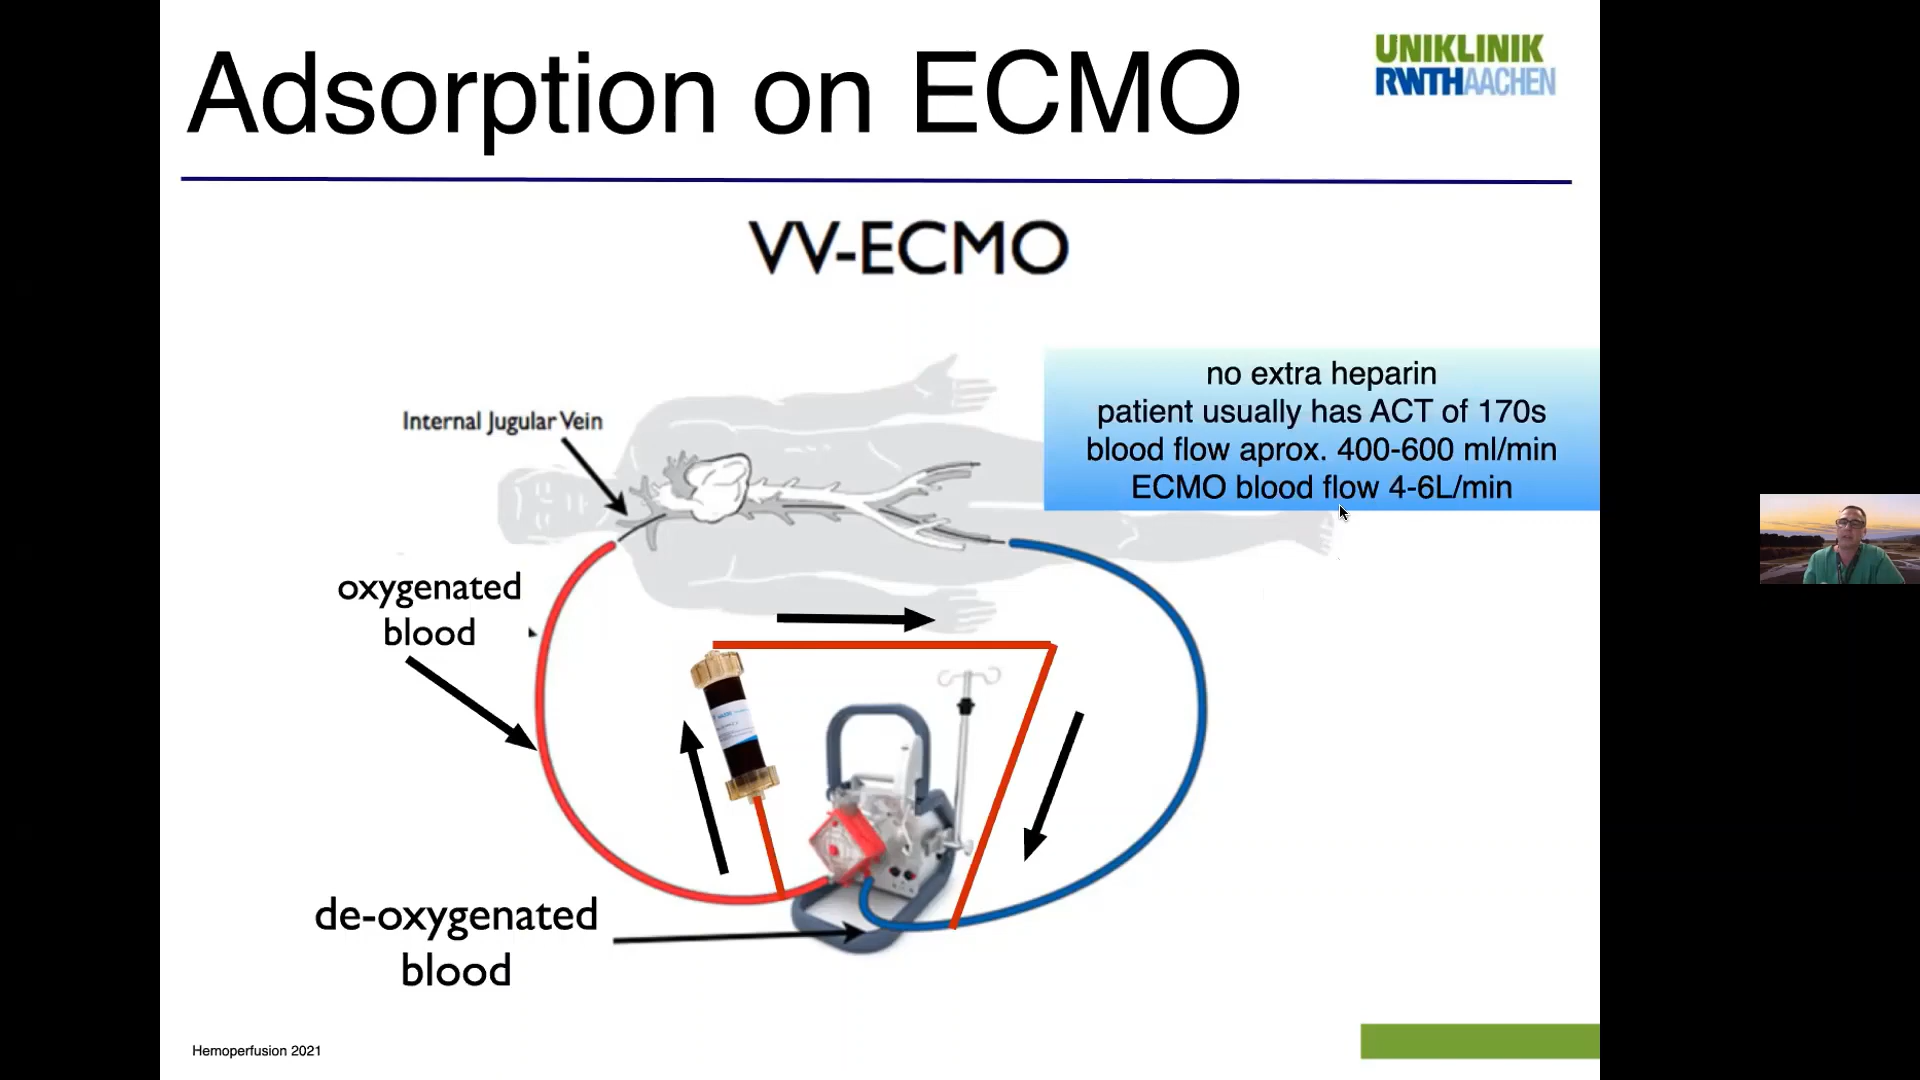 Adsorption on ECMO
UNIKLINIK
RWTHAACHEN
VV-ECMO
no extra heparin
patient usually has ACT of 170s
blood flow aprox. 400-600 ml/min
ECMO blood flow 4-6L/min
Internal Jugular Vein
oxygenated
blood
de-oxygenated
blood
Hemoperfusion 2021